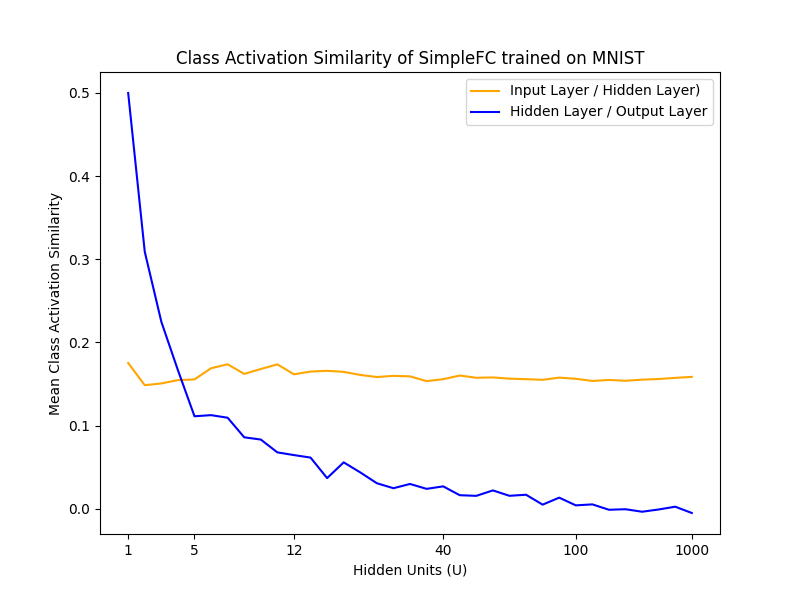 Class Activation Similarity of SimpleFC trained on MNIST
Input Layer / Hidden Layer)
Hidden Layer / Output Layer
Mean Class Activation Similarity
0.5
0.4
0.3
0.2
0.1
0.0
1 5 12 40 100 1000
Hidden Units (U)